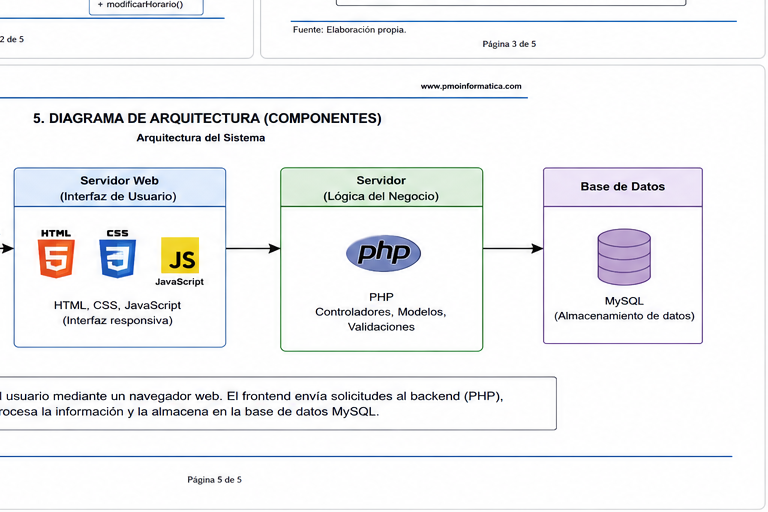 + modificarHorario()
2 de 5
Fuente: Elaboración propia.
Página 3 de 5
www.pmoinformatica.com
5. DIAGRAMA DE ARQUITECTURA (COMPONENTES)
Arquitectura del Sistema
Servidor Web
(Interfaz de Usuario)
HTML
5
CSS
3
JS
JavaScript
HTML, CSS, JavaScript
(Interfaz responsiva)
Servidor
(Lógica del Negocio)
php
PHP
Controladores, Modelos,
Validaciones
Base de Datos
MySQL
(Almacenamiento de datos)
l usuario mediante un navegador web. El frontend envía solicitudes al backend (PHP),
rocesa la información y la almacena en la base de datos MySQL.
Página 5 de 5